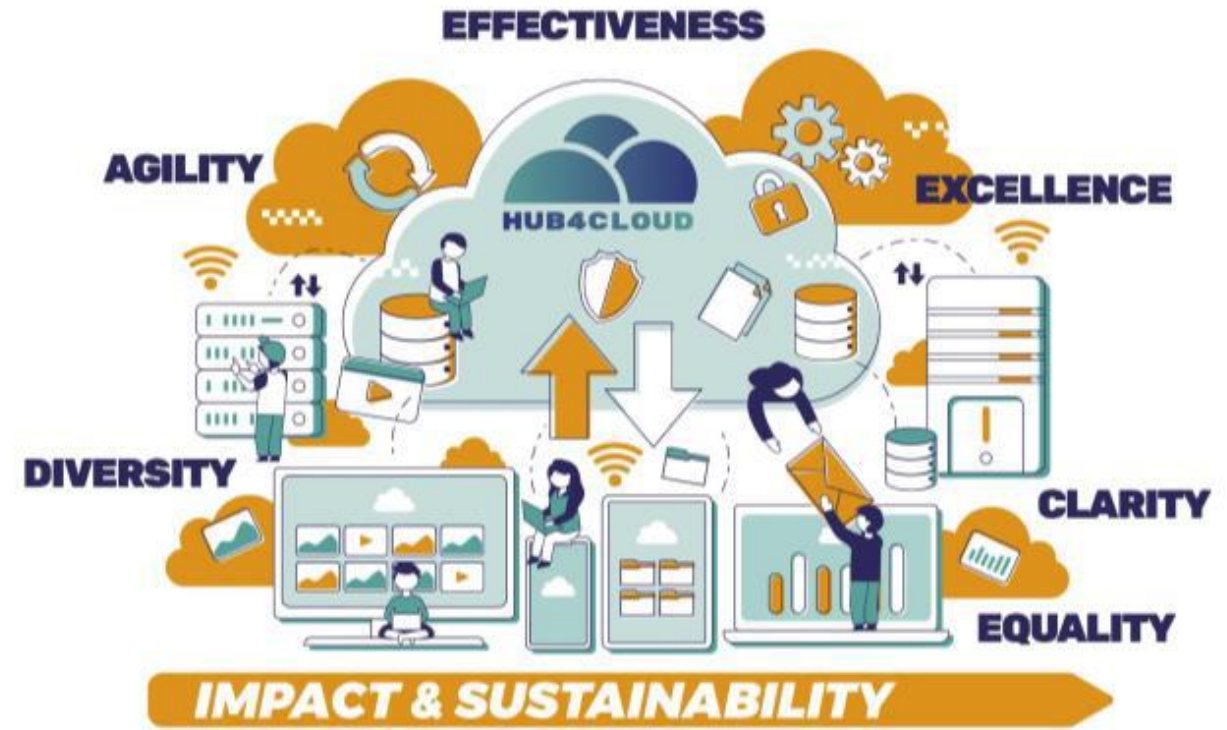 EFFECTIVENESS
AGILITY
EXCELLENCE
HUB4CLOUD
DIVERSITY
CLARITY
EQUALITY
IMPACT & SUSTAINABILITY